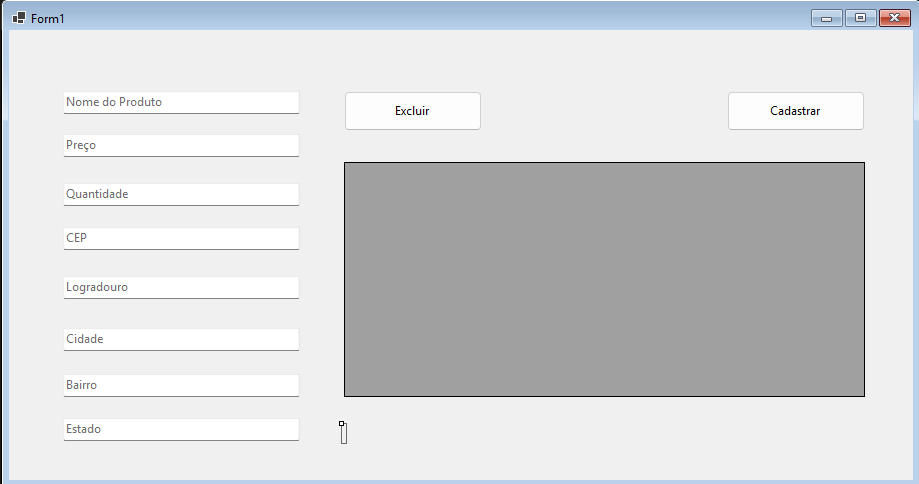 Form1
Nome do Produto
Excluir
Cadastrar
Preço
Quantidade
CEP
Logradouro
Cidade
Bairro
Estado